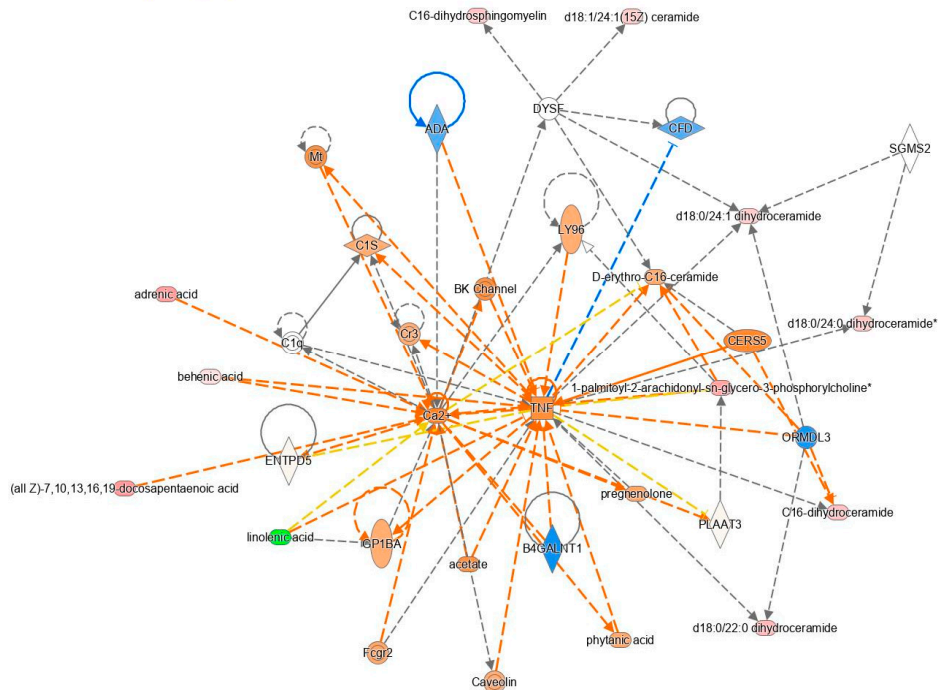 C16-dihydrosphingomyelin
d18:1/24:1(15Z) ceramide
DYSF
ADA
CFD
SGMS2
Mt
d18:0/24:1 dihydroceramide
LY96
C1S
D-erythro-C16-ceramide
BK Channel
adrenic acid
d18:0/24:0 dihydroceramide*
Cr3
C1q
CERS5
behenic acid
1-palmitoyl-2-arachidonyl-sn-glycero-3-phosphorylcholine*
TNF
Ca2+
ORMDL3
ENTPD5
(all Z)-7,10,13,16,19-docosapentaenoic acid
pregnenolone
C16-dihydroceramide
PLAAT3
linolenic acid
GP1BA
B4GALNT1
acetate
d18:0/22:0 dihydroceramide
phytanic acid
Fcgr2
Caveolin